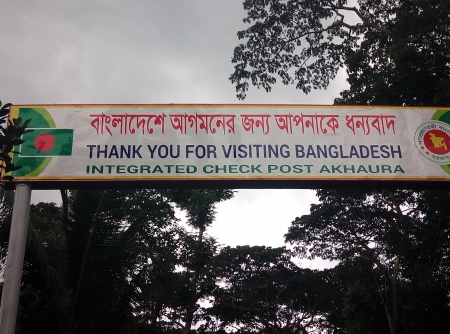 বাংলাদেশে আগমনের জন্য আপনাকে ধন্যবাদ
THANK YOU FOR VISITING BANGLADESH
INTEGRATED CHECK POST AKHAURA